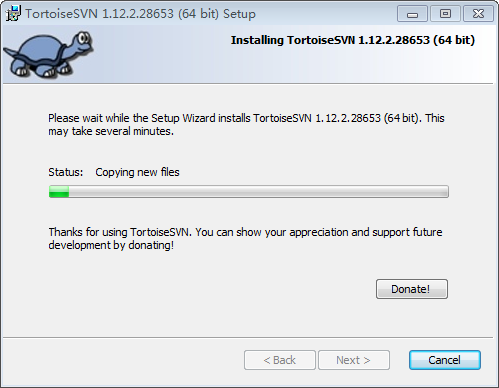 TortoiseSVN 1.12.2.28653 (64 bit) Setup
Installing TortoiseSVN 1.12.2.28653 (64 bit)
Please wait while the Setup Wizard installs TortoiseSVN 1.12.2.28653 (64 bit). This
may take several minutes.
Status: Copying new files
Thanks for using TortoiseSVN. You can show your appreciation and support future
development by donating!
Donate!
< Back Next > Cancel